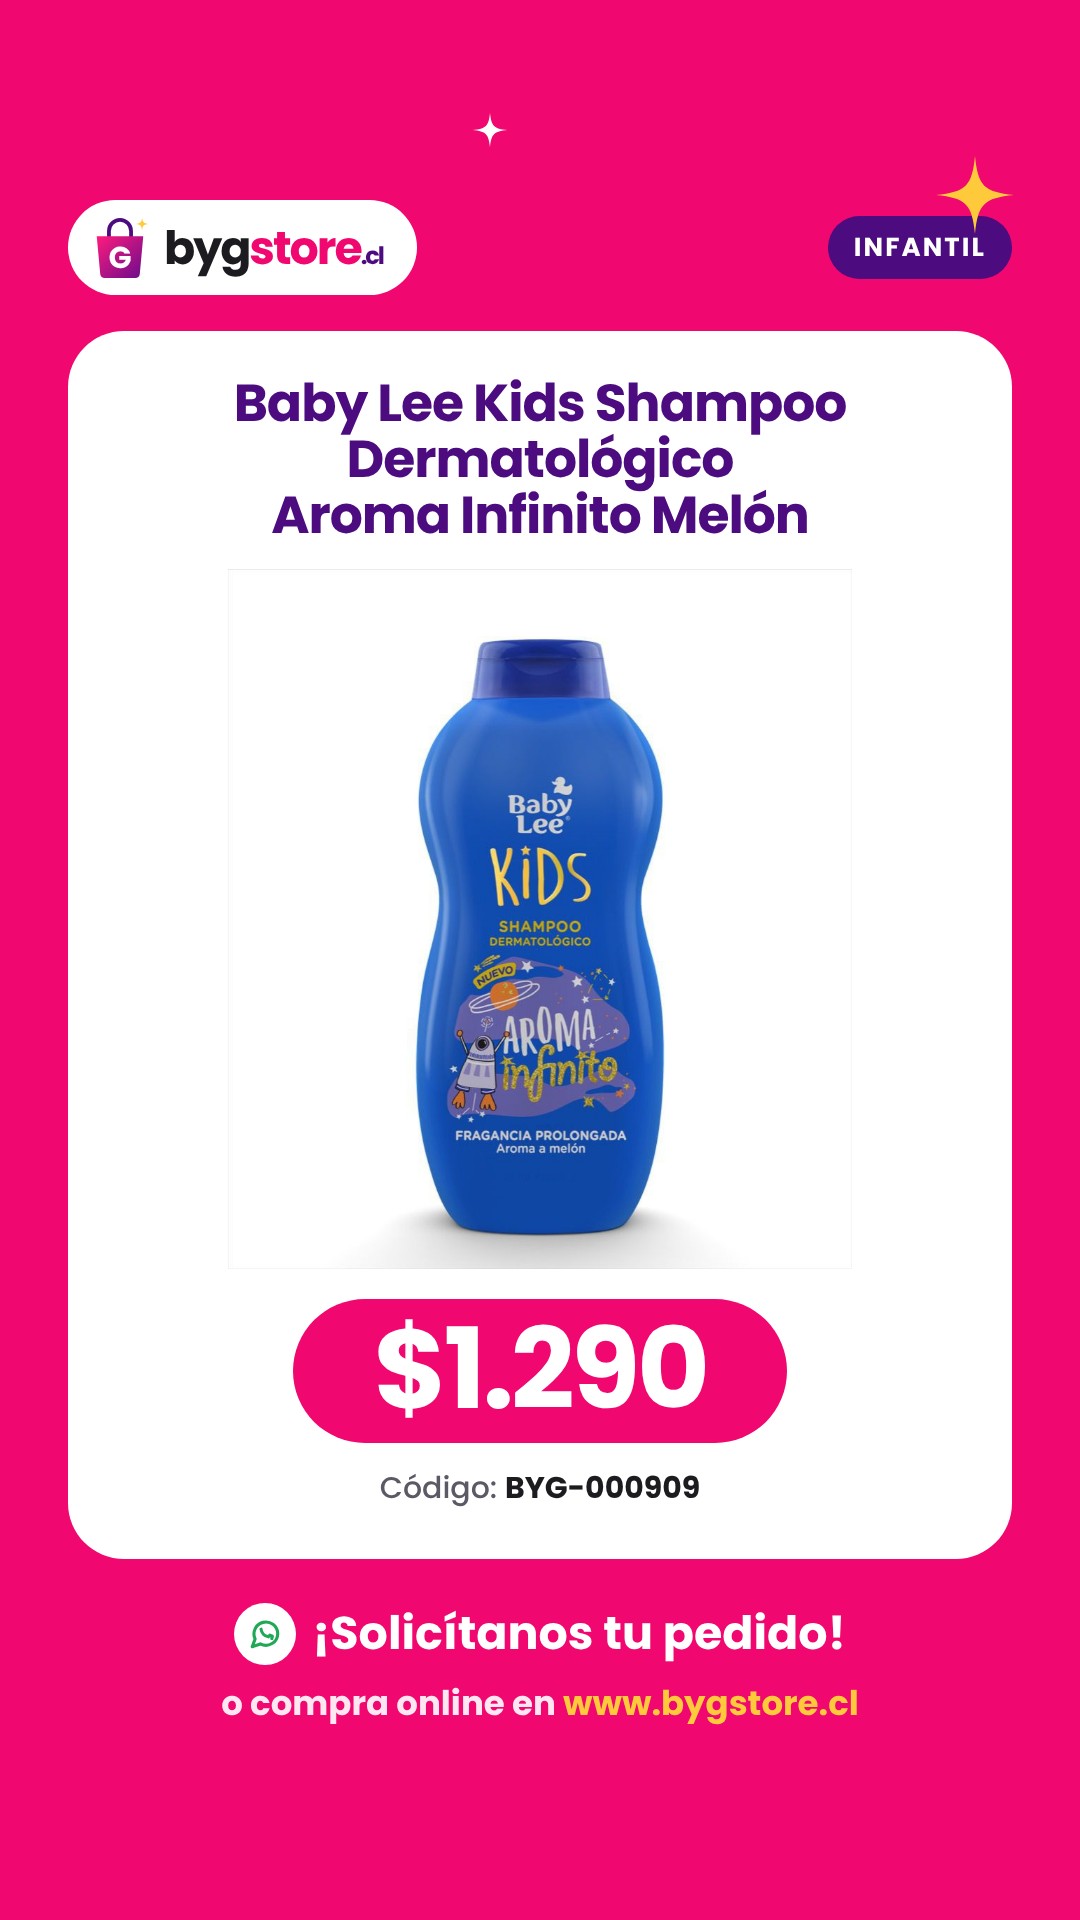 G bygstore.cl
INFANTIL
Baby Lee Kids Shampoo
Dermatológico
Aroma Infinito Melón
Baby
Lee
KiDS
SHAMPOO
DERMATOLÓGICO
NUEVO
AROMA
infinito
FRAGANCIA PROLONGADA
Aroma a melón
$1.290
Código: BYG-000909
¡Solicítanos tu pedido!
o compra online en www.bygstore.cl